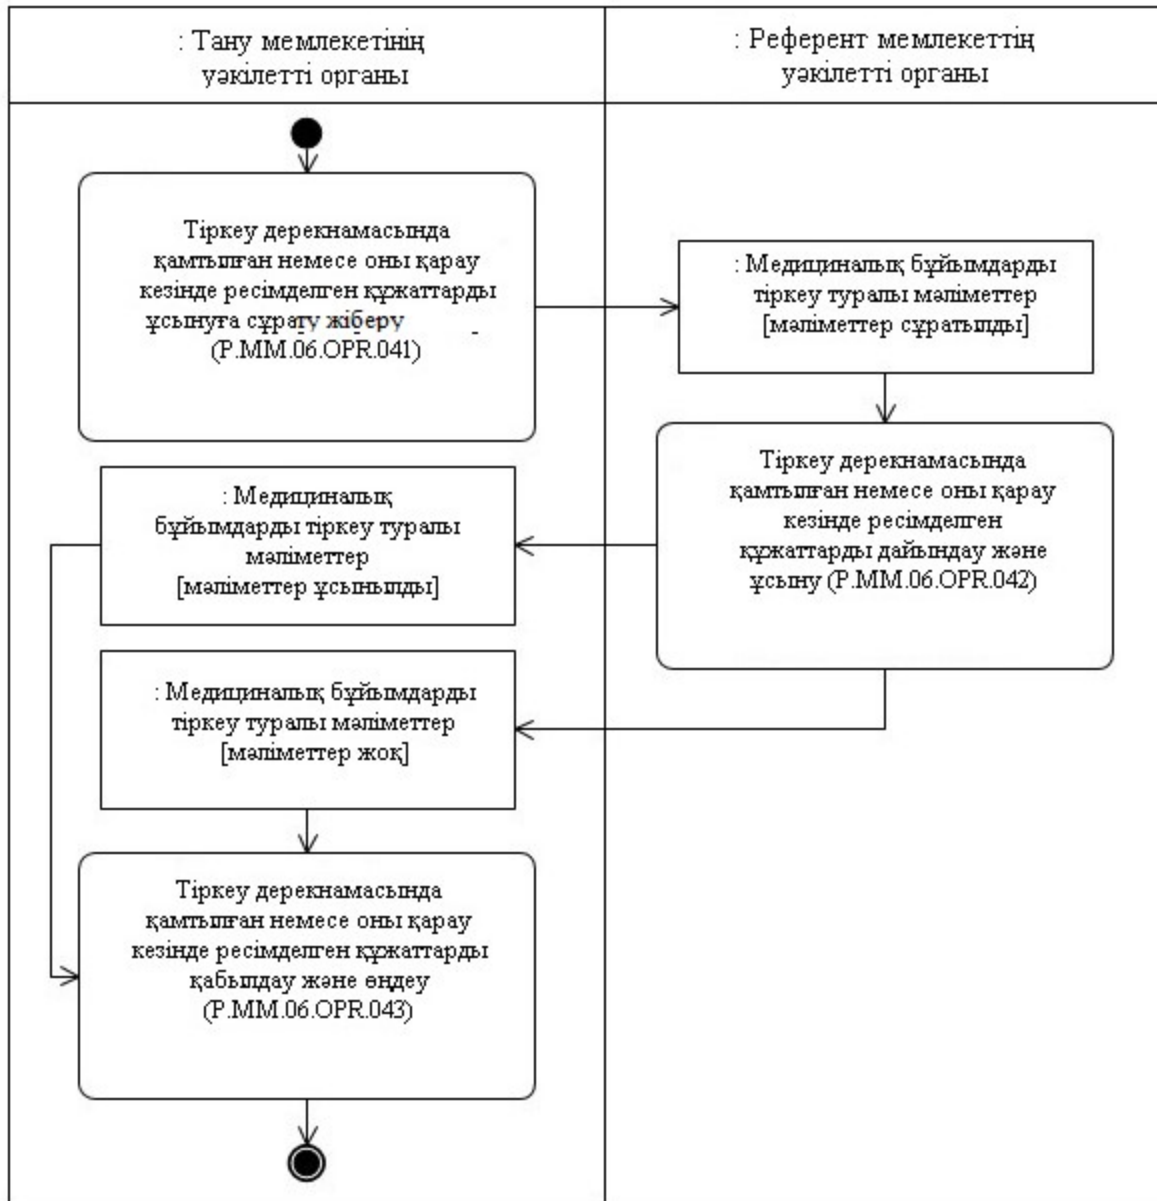 : Тану мемлекетінің
уәкілетті органы
: Референт мемлекеттің
уәкілетті органы
Тіркеу дерекнамасында
қамтылған немесе оны қарау
кезінде ресімделген құжаттарды
ұсынуға сұрату жіберу
(P.MM.06.OPR.041)
: Медициналық бұйымдарды
тіркеу туралы мәліметтер
[мәліметтер сұратылды]
Тіркеу дерекнамасында
қамтылған немесе оны қарау
кезінде ресімделген
құжаттарды дайындау және
ұсыну (P.MM.06.OPR.042)
: Медициналық
бұйымдарды тіркеу туралы
мәліметтер
[мәліметтер ұсынылды]
: Медициналық бұйымдарды
тіркеу туралы мәліметтер
[мәліметтер жоқ]
Тіркеу дерекнамасында
қамтылған немесе оны қарау
кезінде ресімделген құжаттарды
қабылдау және өңдеу
(P.MM.06.OPR.043)